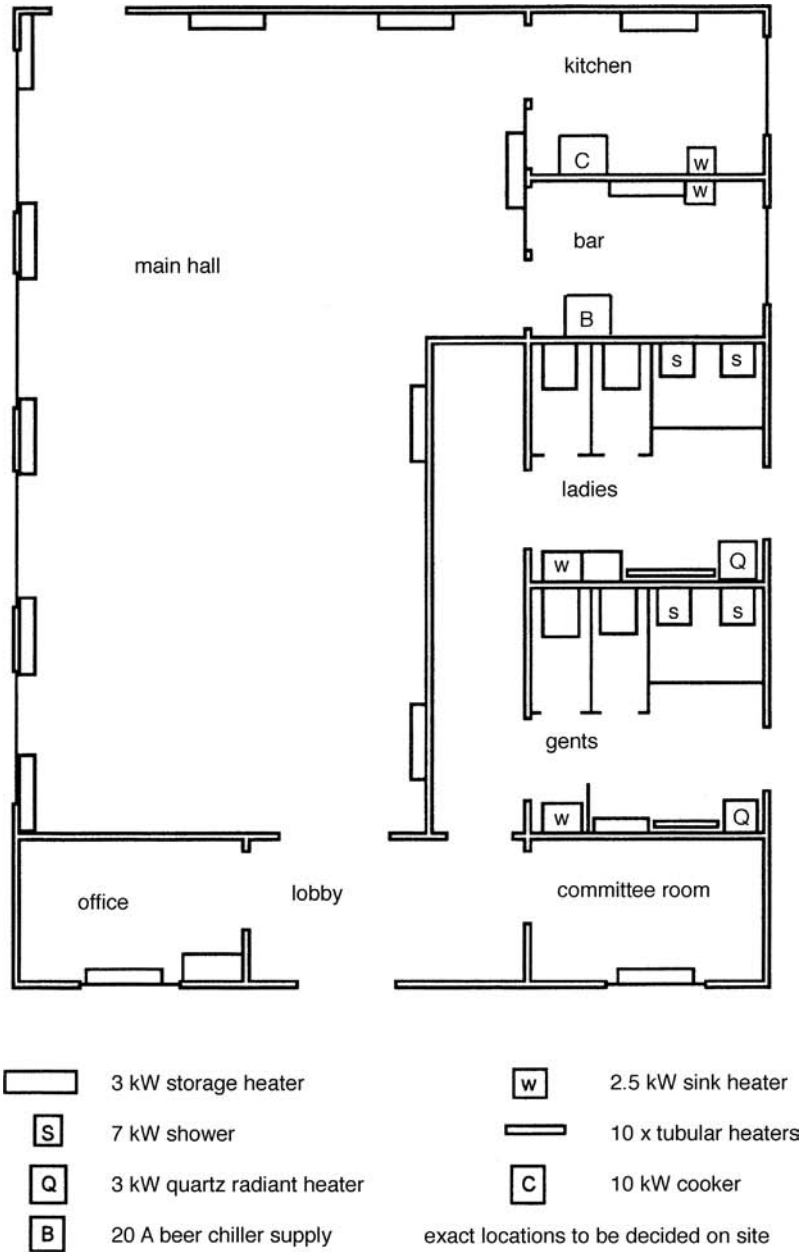 kitchen
C
w
w
bar
main hall
B
s s
ladies
w Q
s s
gents
w Q
office
lobby
committee room
3 kW storage heater
w 2.5 kW sink heater
S 7 kW shower
10 x tubular heaters
Q 3 kW quartz radiant heater
C 10 kW cooker
B 20 A beer chiller supply
exact locations to be decided on site